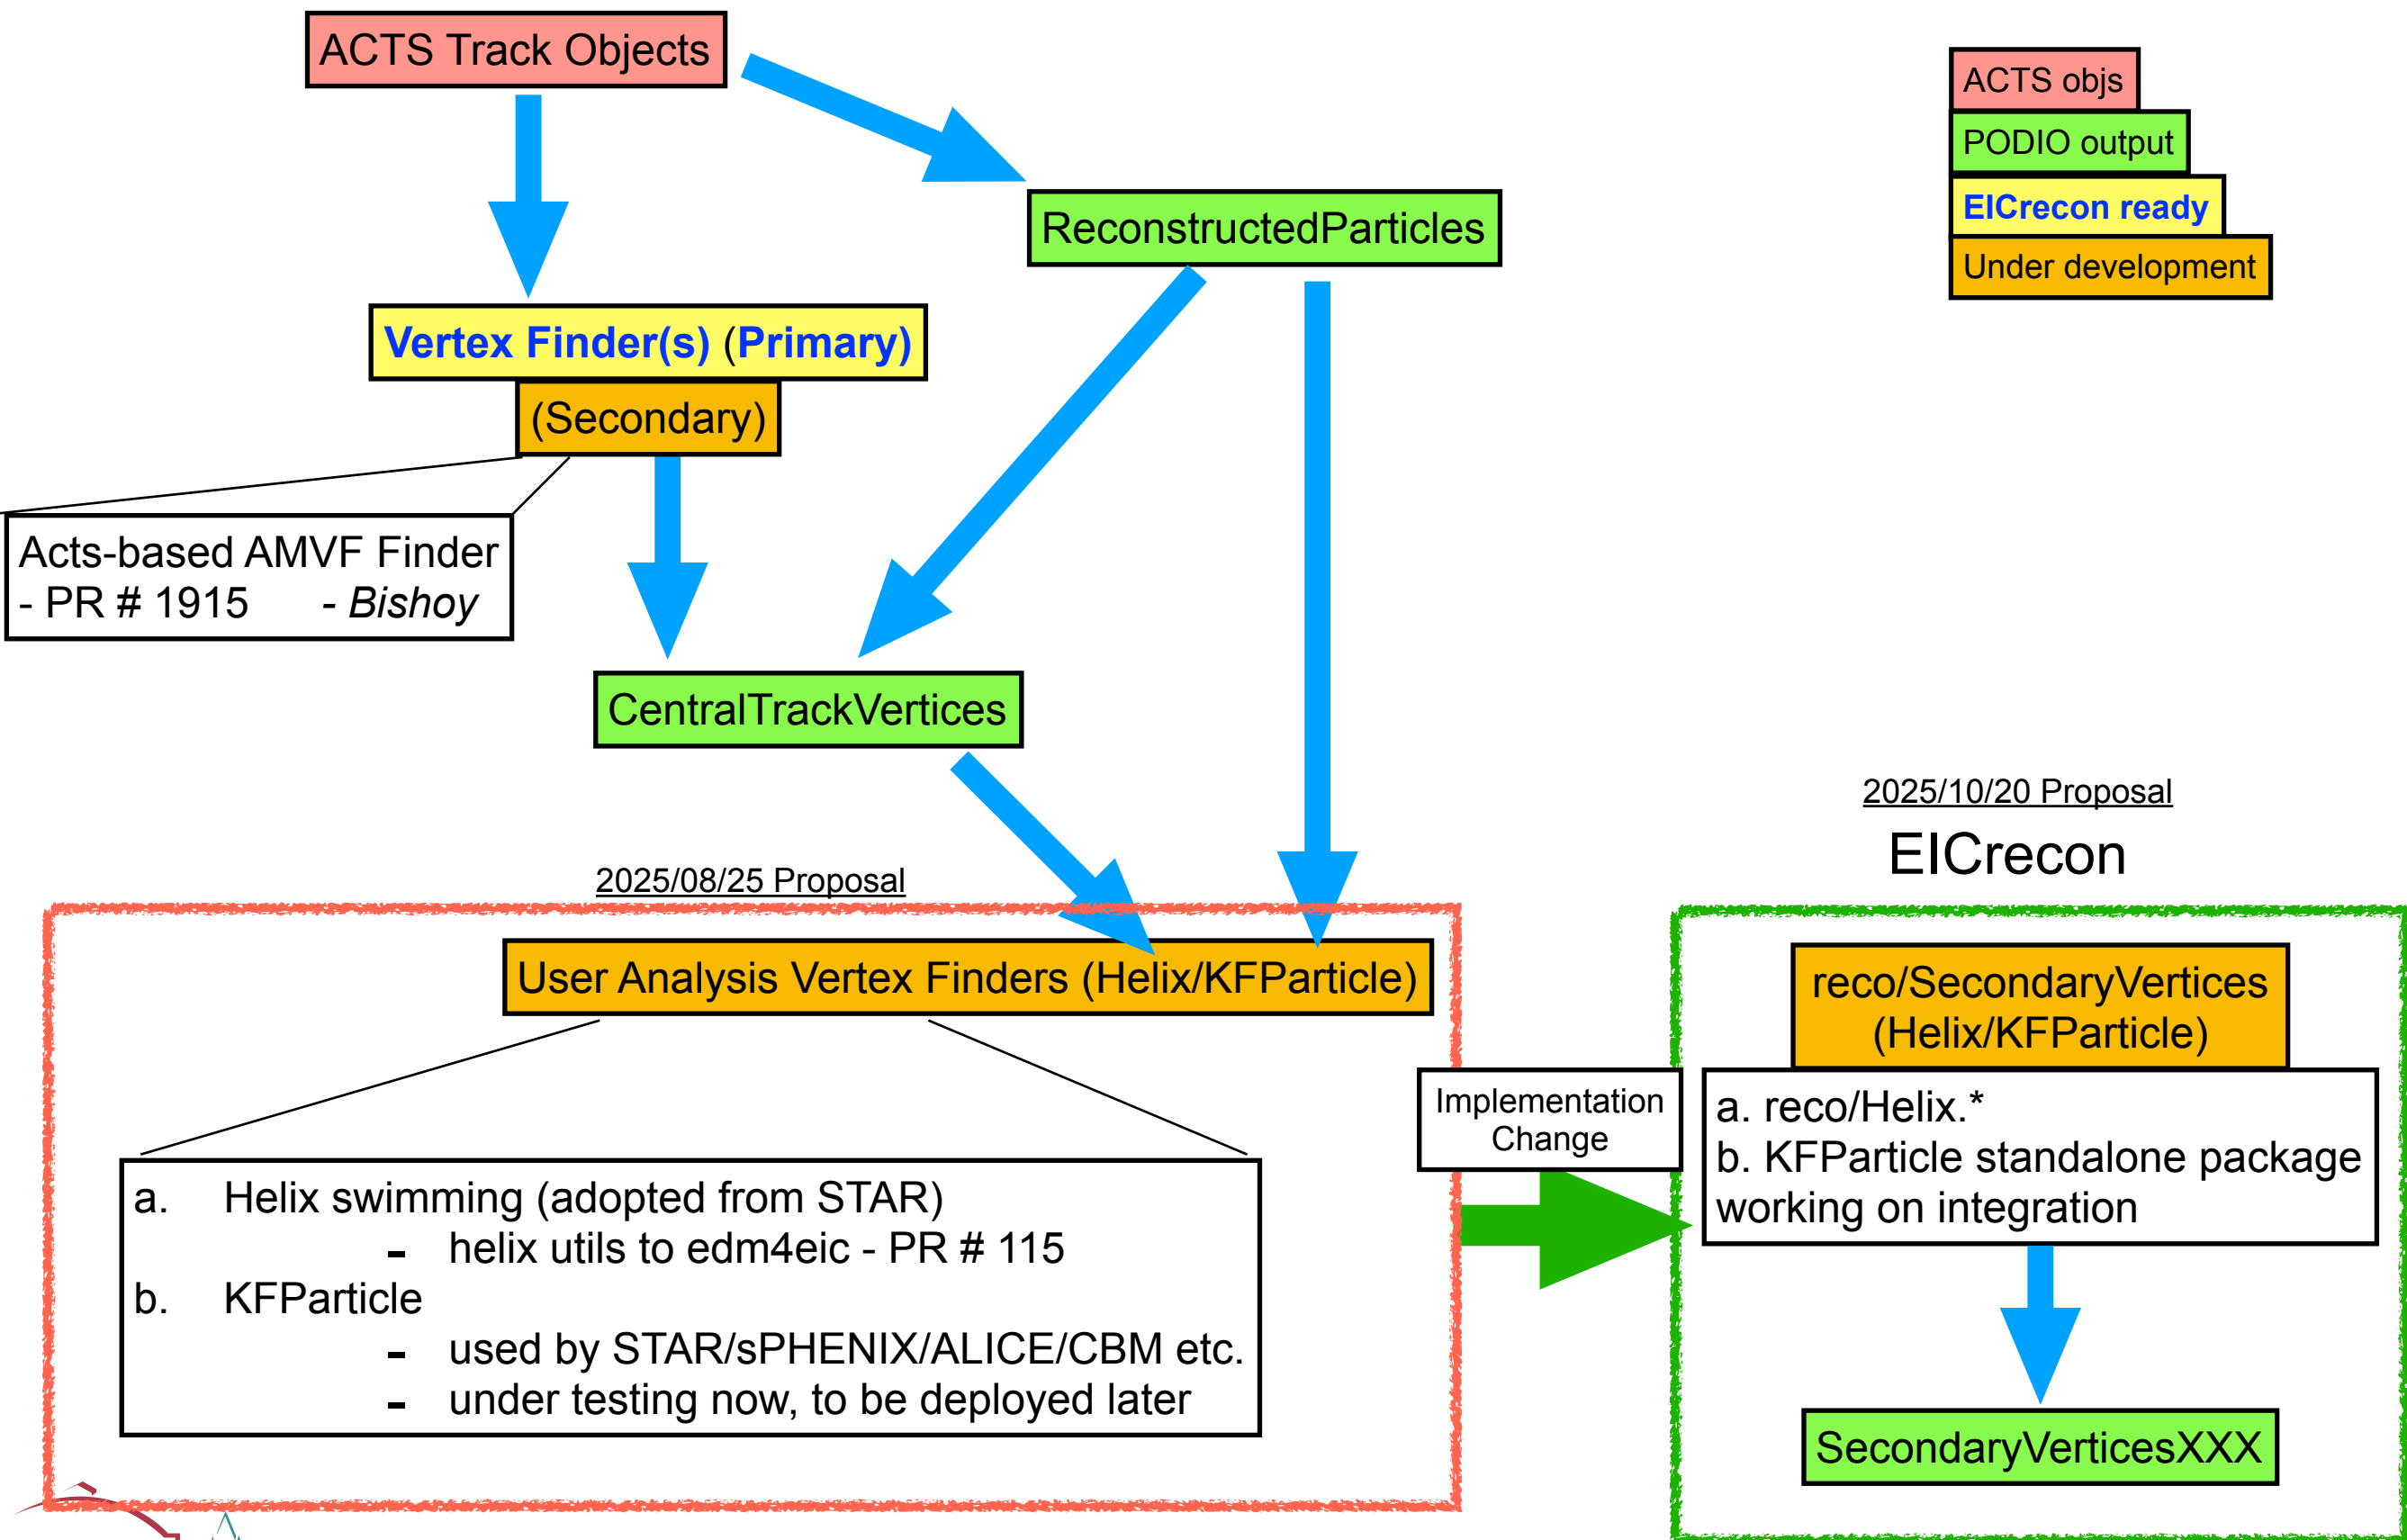 ACTS Track Objects
ACTS objs
PODIO output
EICrecon ready
Under development
ReconstructedParticles
Vertex Finder(s) (Primary)
(Secondary)
Acts-based AMVF Finder
- PR # 1915 - Bishoy
CentralTrackVertices
2025/10/20 Proposal
EICrecon
2025/08/25 Proposal
User Analysis Vertex Finders (Helix/KFParticle)
a. Helix swimming (adopted from STAR)
- helix utils to edm4eic - PR # 115
b. KFParticle
- used by STAR/sPHENIX/ALICE/CBM etc.
- under testing now, to be deployed later
Implementation
Change
reco/SecondaryVertices
(Helix/KFParticle)
a. reco/Helix.*
b. KFParticle standalone package
working on integration
SecondaryVerticesXXX